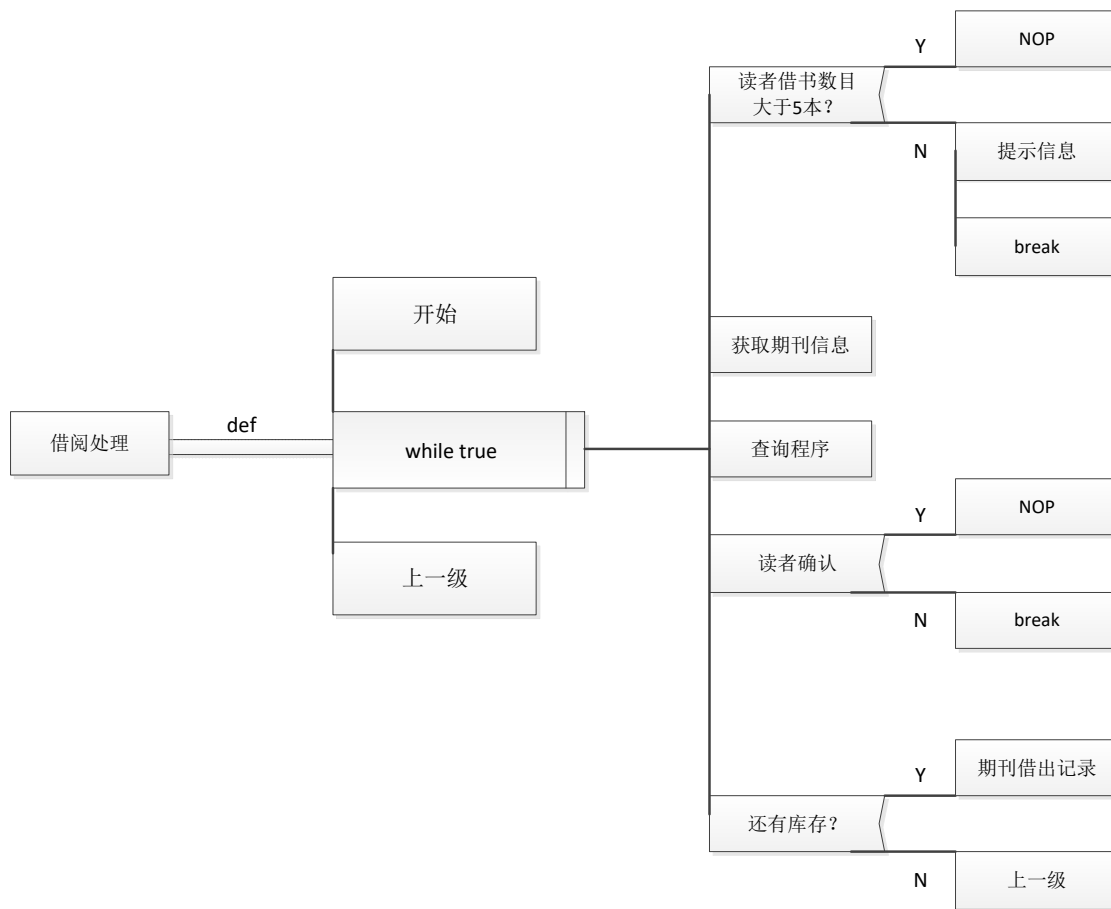 借阅处理
def
开始
while true
上一级
读者借书数目
大于5本？
Y
NOP
N
提示信息
break
获取期刊信息
查询程序
读者确认
Y
NOP
N
break
还有库存？
Y
期刊借出记录
N
上一级